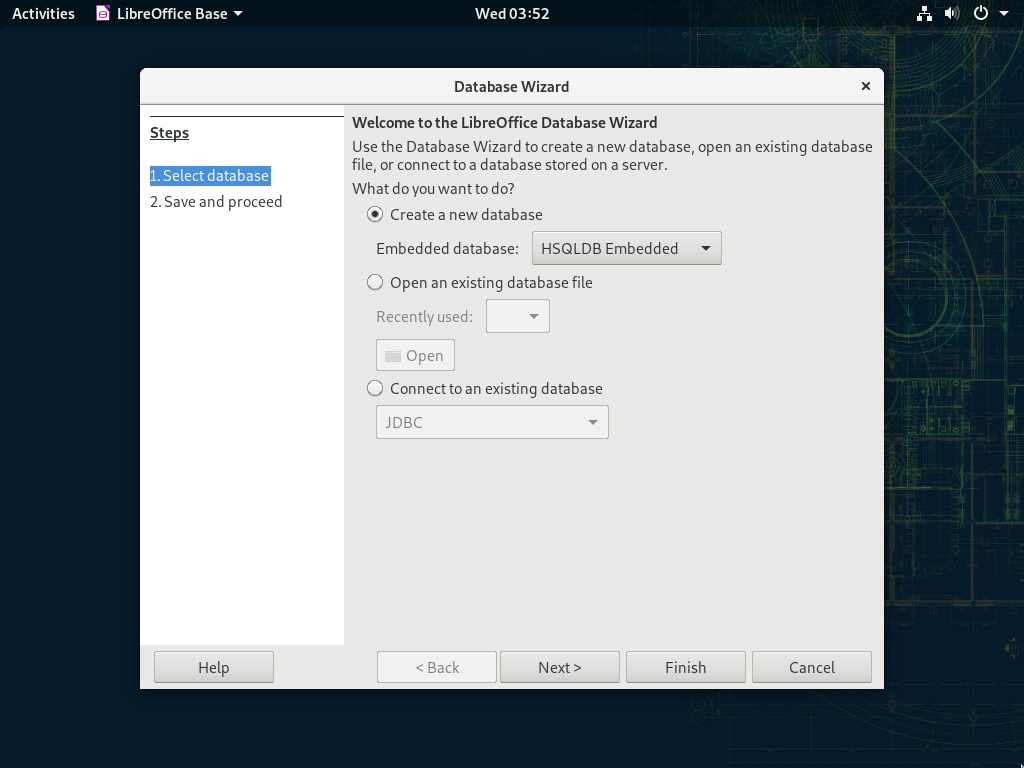 Activities LibreOffice Base Wed 03:52
Database Wizard
Steps
1. Select database
2. Save and proceed
Welcome to the LibreOffice Database Wizard
Use the Database Wizard to create a new database, open an existing database
file, or connect to a database stored on a server.
What do you want to do?
Create a new database
Embedded database: HSQLDB Embedded
Open an existing database file
Recently used:
Open
Connect to an existing database
JDBC
Help < Back Next > Finish Cancel